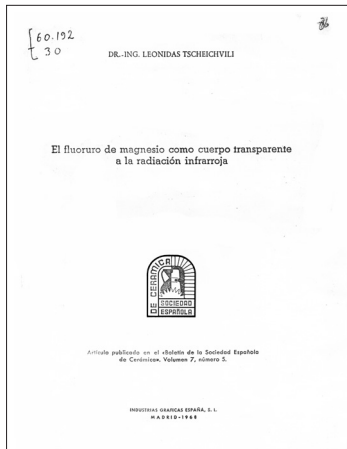 60.192
30
DR.-ING. LEONIDAS TSCHEICHVILI
El fluoruro de magnesio como cuerpo transparente
a la radiación infrarroja
DE CERÁMICA
SOCIEDAD
ESPAÑOLA
Artículo publicado en el «Boletín de la Sociedad Española
de Cerámica». Volumen 7, número 5.
INDUSTRIAS GRAFICAS ESPAÑA, S. L.
MADRID-1968